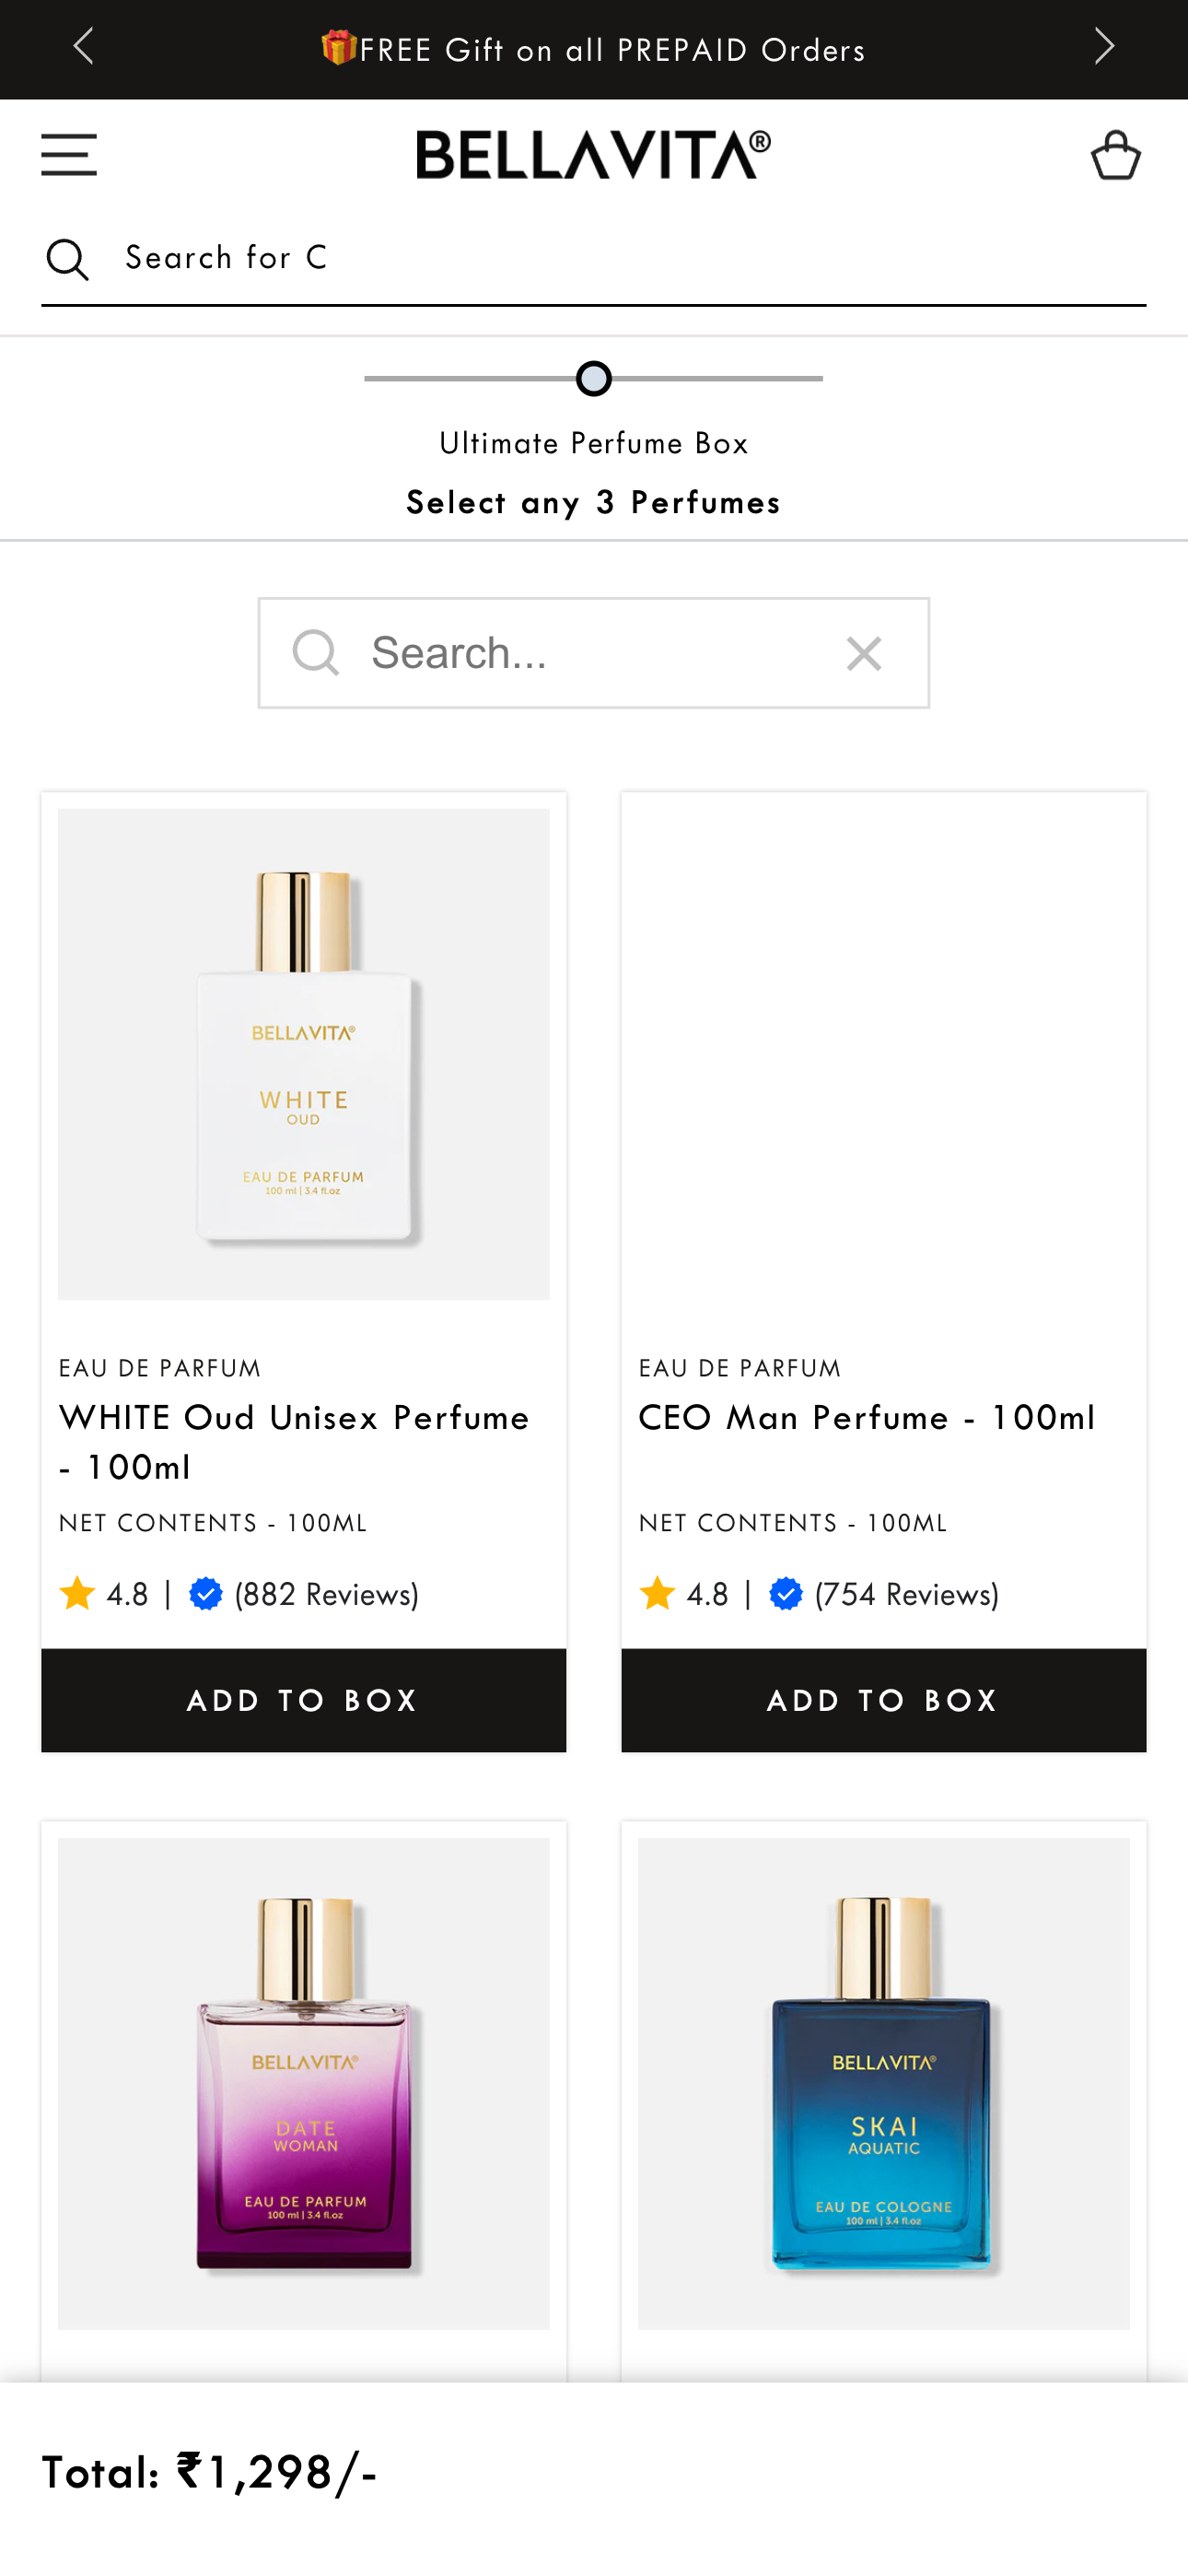 🎁FREE Gift on all PREPAID Orders
BELLAVITA®
Search for C
Ultimate Perfume Box
Select any 3 Perfumes
Search...
BELLAVITA®
WHITE
OUD
EAU DE PARFUM
100 ml | 3.4 fl.oz
EAU DE PARFUM
WHITE Oud Unisex Perfume
- 100ml
NET CONTENTS - 100ML
4.8 | (882 Reviews)
ADD TO BOX
EAU DE PARFUM
CEO Man Perfume - 100ml
NET CONTENTS - 100ML
4.8 | (754 Reviews)
ADD TO BOX
BELLAVITA®
DATE
WOMAN
EAU DE PARFUM
100 ml | 3.4 fl.oz
BELLAVITA®
SKAI
AQUATIC
EAU DE COLOGNE
100 ml | 3.4 fl.oz
Total: ₹1,298/-